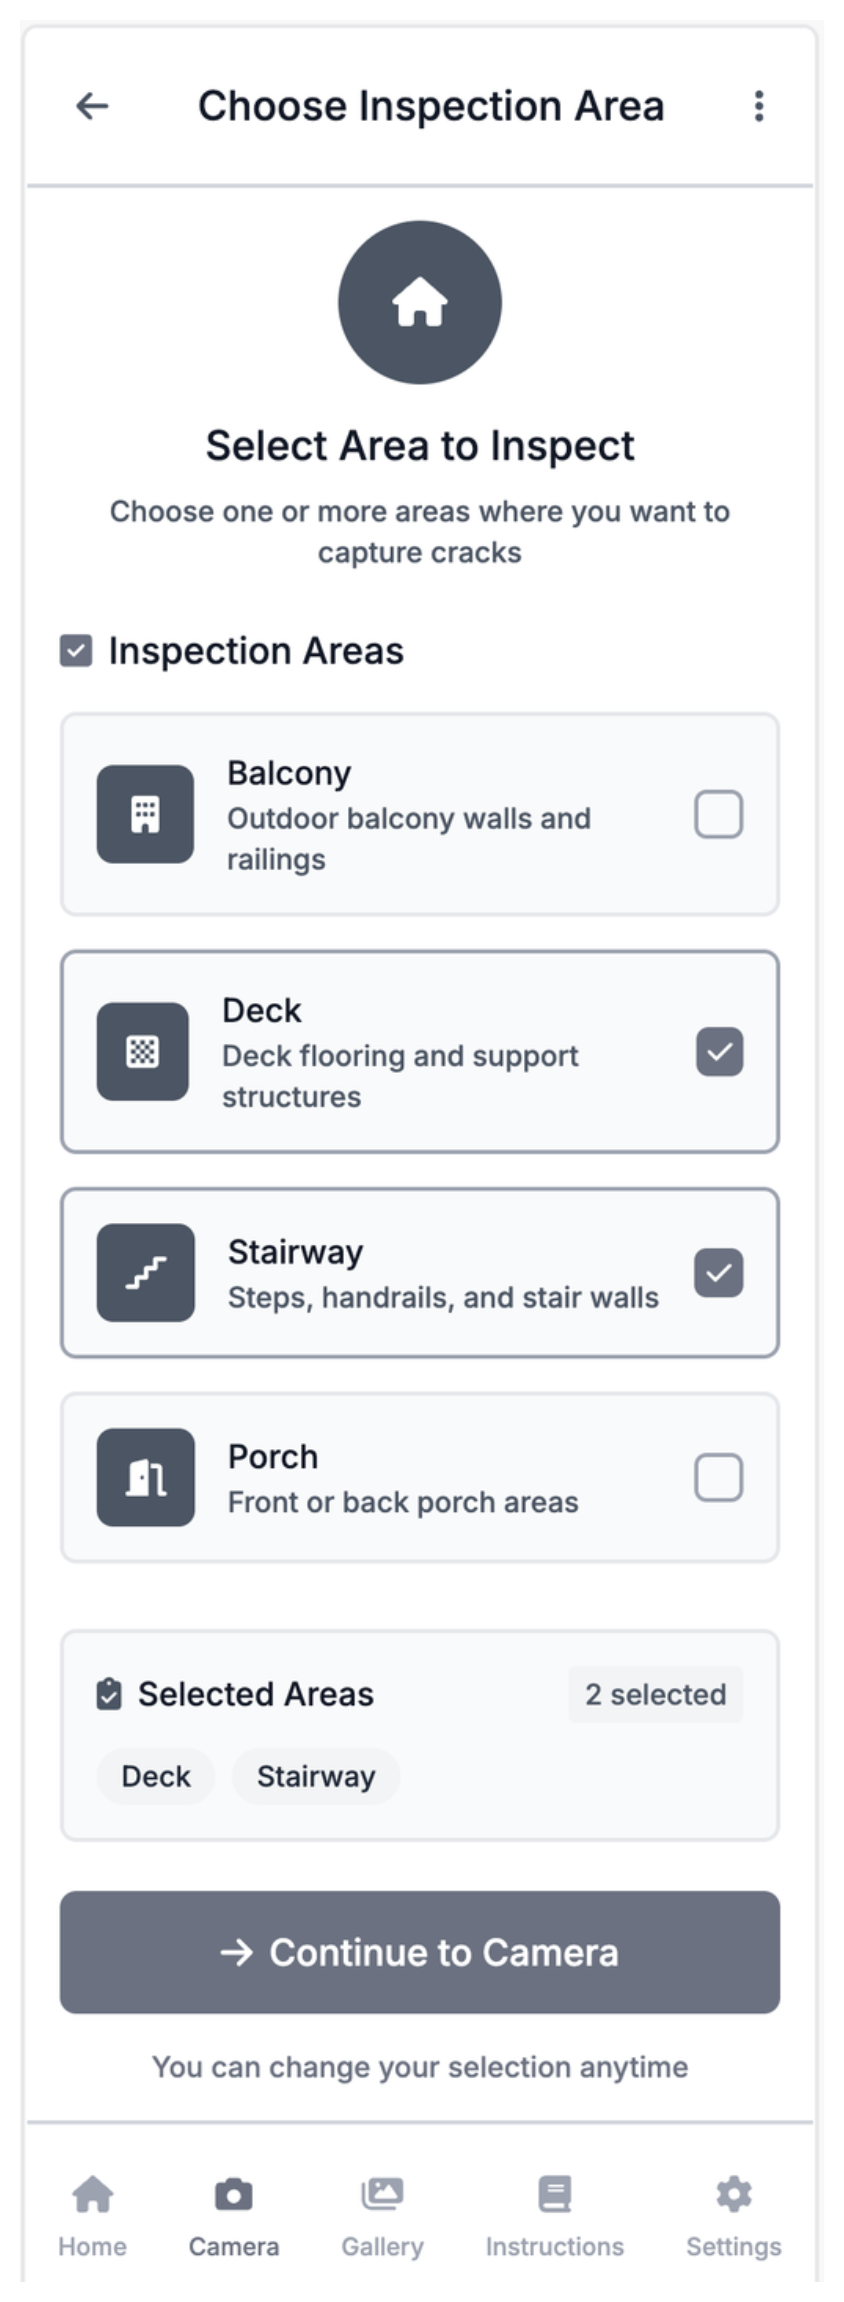 Choose Inspection Area
Select Area to Inspect
Choose one or more areas where you want to
capture cracks
Inspection Areas
Balcony
Outdoor balcony walls and
railings
Deck
Deck flooring and support
structures
Stairway
Steps, handrails, and stair walls
Porch
Front or back porch areas
Selected Areas
2 selected
Deck
Stairway
Continue to Camera
You can change your selection anytime
Home
Camera
Gallery
Instructions
Settings